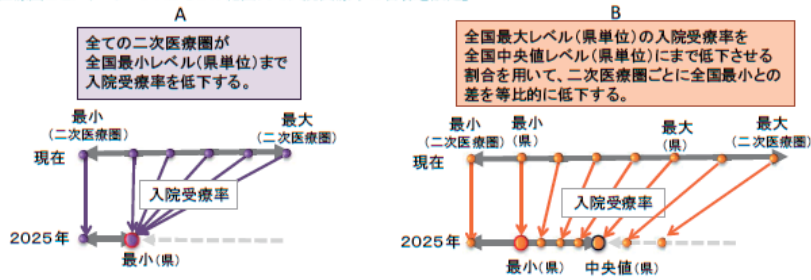 A
全ての二次医療圏が
全国最小レベル(県単位)まで
入院受療率を低下する。
最小
(二次医療圏)
最大
(二次医療圏)
現在
入院受療率
2025年
最小(県)
B
全国最大レベル(県単位)の入院受療率を
全国中央値レベル(県単位)にまで低下させる
割合を用いて、二次医療圏ごとに全国最小との
差を等比的に低下する。
最小
(二次医療圏)
最小
(県)
最大
(県)
最大
(二次医療圏)
現在
入院受療率
2025年
最小(県)
中央値(県)